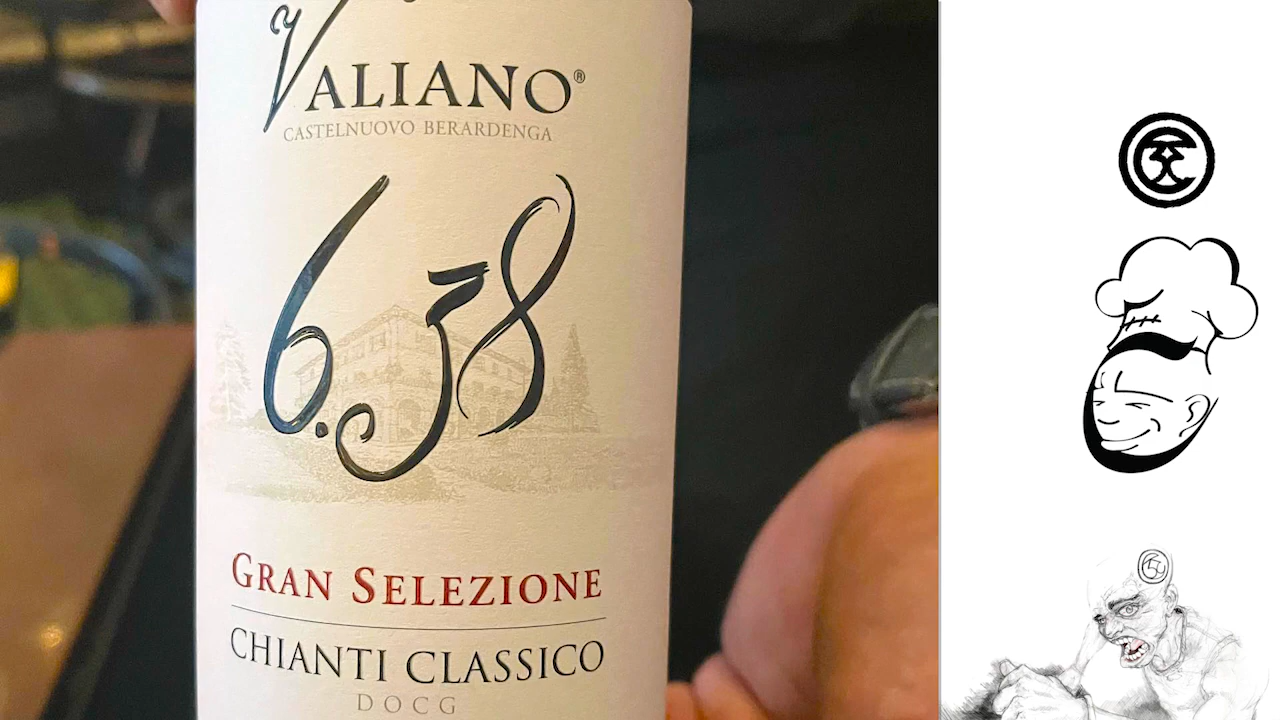 VALIANO®
CASTELNUOVO BERARDENGA
6.38
GRAN SELEZIONE
CHIANTI CLASSICO
DOCG